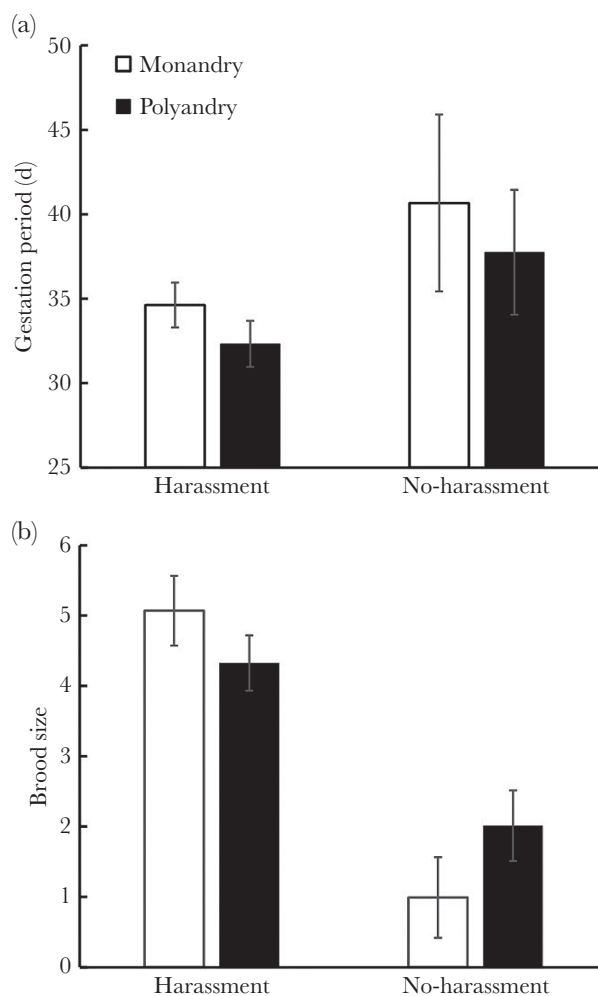 (a)
50
45
40
35
30
25
Gestation period (d)
Monandry
Polyandry
Harassment
No-harassment
(b)
6
5
4
3
2
1
0
Brood size
Harassment
No-harassment